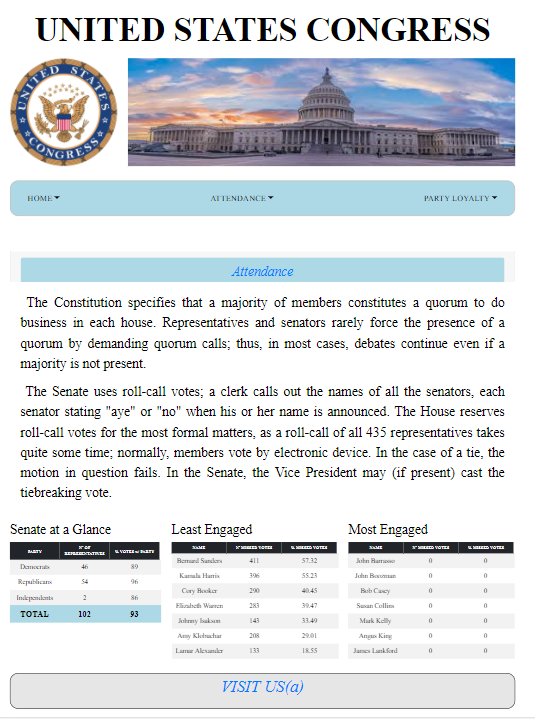 UNITED STATES CONGRESS
UNITED STATES
CONGRESS
HOME
ATTENDANCE
PARTY LOYALTY
Attendance
The Constitution specifies that a majority of members constitutes a quorum to do
business in each house. Representatives and senators rarely force the presence of a
quorum by demanding quorum calls; thus, in most cases, debates continue even if a
majority is not present.
The Senate uses roll-call votes; a clerk calls out the names of all the senators, each
senator stating "aye" or "no" when his or her name is announced. The House reserves
roll-call votes for the most formal matters, as a roll-call of all 435 representatives takes
quite some time; normally, members vote by electronic device. In the case of a tie, the
motion in question fails. In the Senate, the Vice President may (if present) cast the
tiebreaking vote.
Senate at a Glance
PARTY N° OF REPRESENTATIVES % VOTES w/ PARTY
Democrats 46 89
Republicans 54 96
Independents 2 86
TOTAL 102 93
Least Engaged
NAME N° MISSED VOTES % MISSED VOTES
Bernard Sanders 411 57.32
Kamala Harris 396 55.23
Cory Booker 290 40.45
Elizabeth Warren 283 39.47
Johnny Isakson 143 33.49
Amy Klobuchar 208 29.01
Lamar Alexander 133 18.55
Most Engaged
NAME N° MISSED VOTES % MISSED VOTES
John Barrasso 0 0
John Boozman 0 0
Bob Casey 0 0
Susan Collins 0 0
Mark Kelly 0 0
Angus King 0 0
James Lankford 0 0
VISIT US(a)